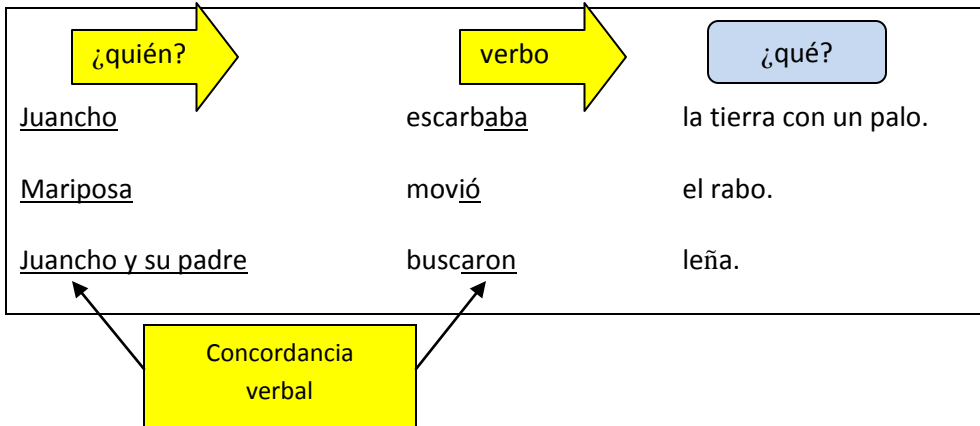 ¿quién? verbo ¿qué?
Juancho escarbaba la tierra con un palo.
Mariposa movió el rabo.
Juancho y su padre buscaron leña.
Concordancia
verbal